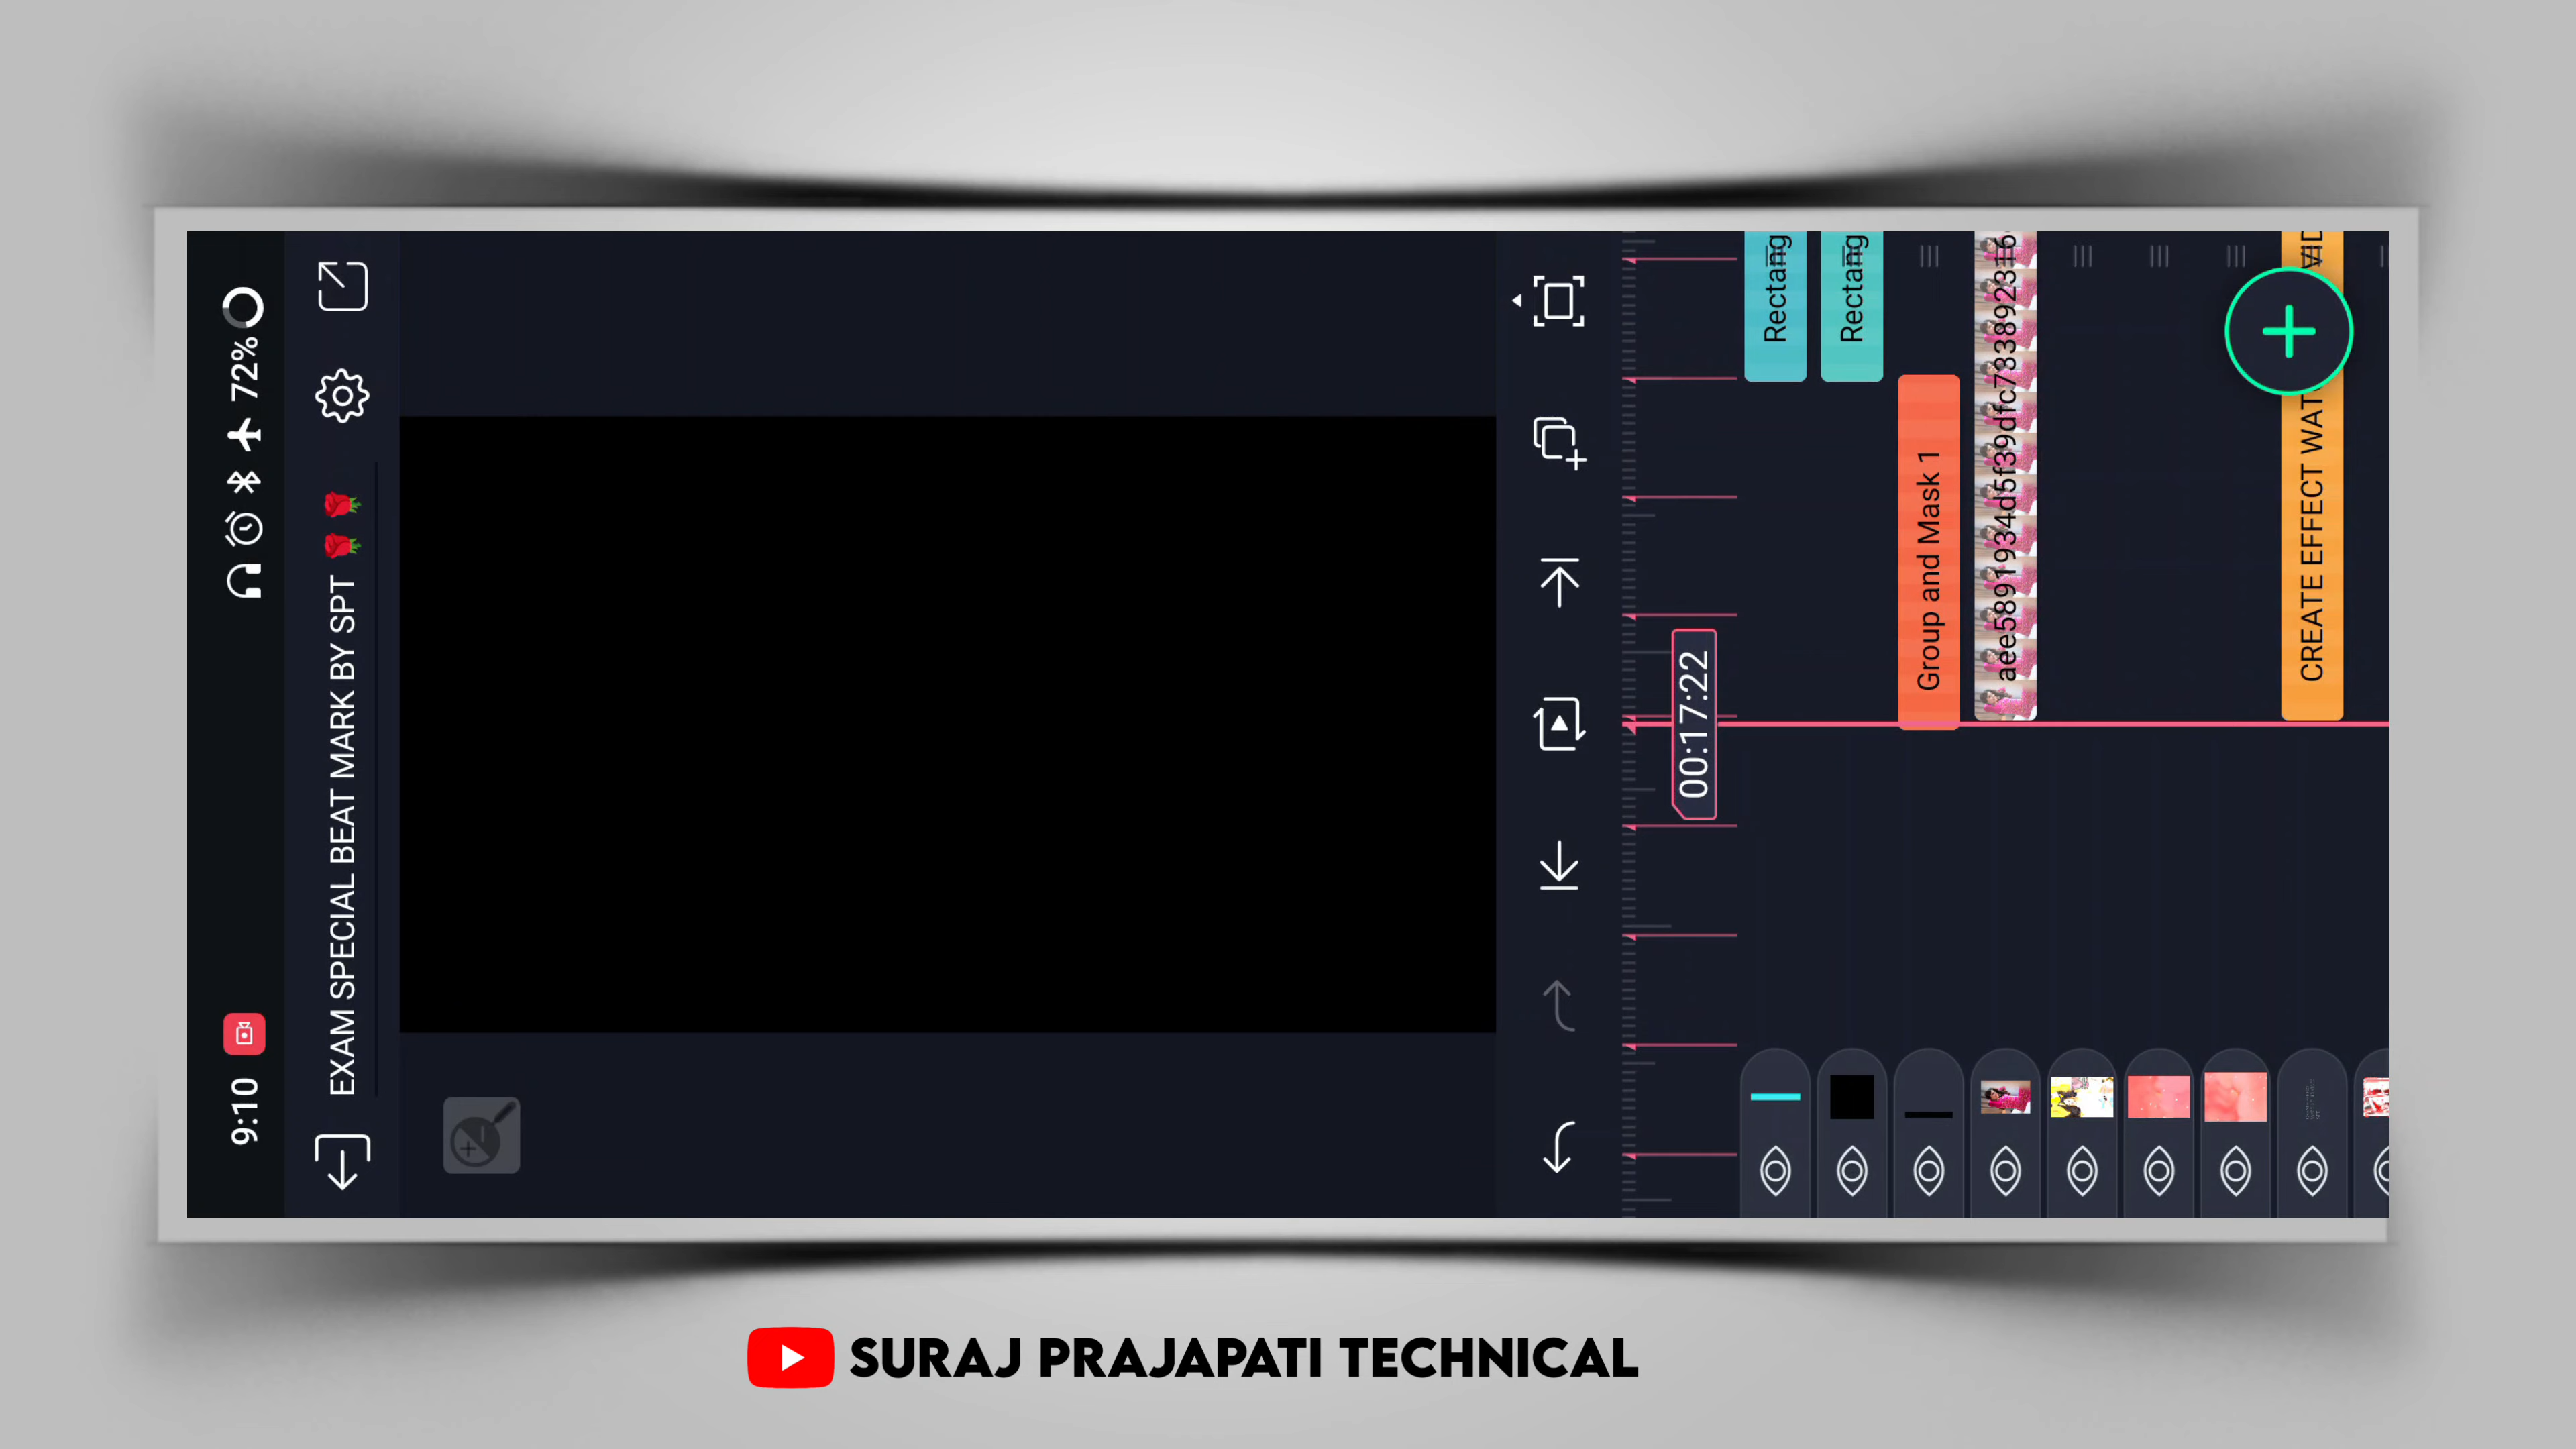 9:10
72%
EXAM SPECIAL BEAT MARK BY SPT 🌹 🌹
00:17:22
Rectang
Rectang
Group and Mask 1
CREATE EFFECT WAT
SURAJ PRAJAPATI TECHNICAL